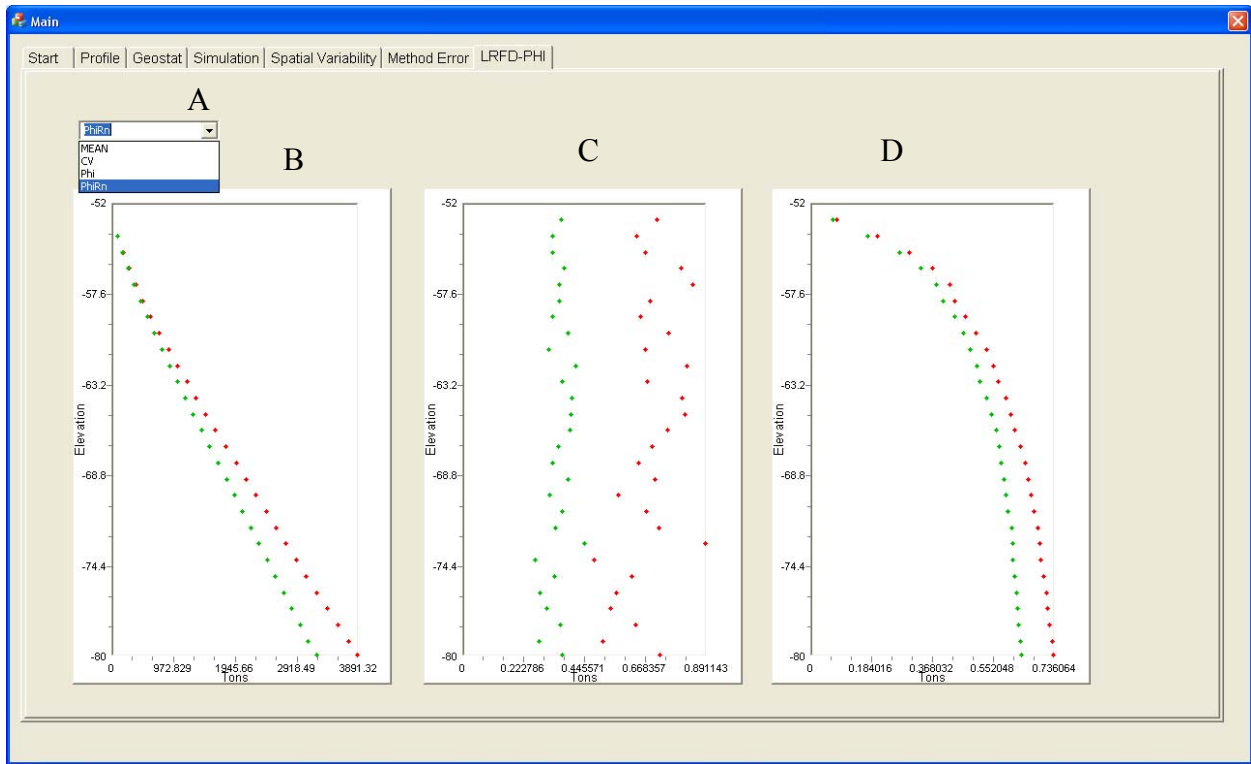 Main
Start Profile Geostat Simulation Spatial Variability Method Error LRFD-PHI
A
PhiRn
MEAN
CV
Phi
PhiRn
B
C
D
-52
-57.6
-63.2
-68.8
-74.4
-80
Elevation
0 972.829 1945.66 2918.49 3891.32
Tons
-52
-57.6
-63.2
-68.8
-74.4
-80
Elevation
0 0.222786 0.445571 0.668357 0.891143
Tons
-52
-57.6
-63.2
-68.8
-74.4
-80
Elevation
0 0.184016 0.368032 0.552048 0.736064
Tons